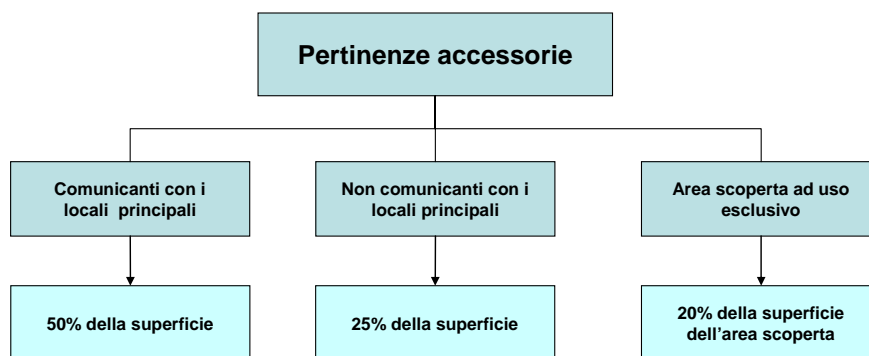 Pertinenze accessorie
Comunicanti con i
locali principali
Non comunicanti con i
locali principali
Area scoperta ad uso
esclusivo
50% della superficie
25% della superficie
20% della superficie
dell'area scoperta